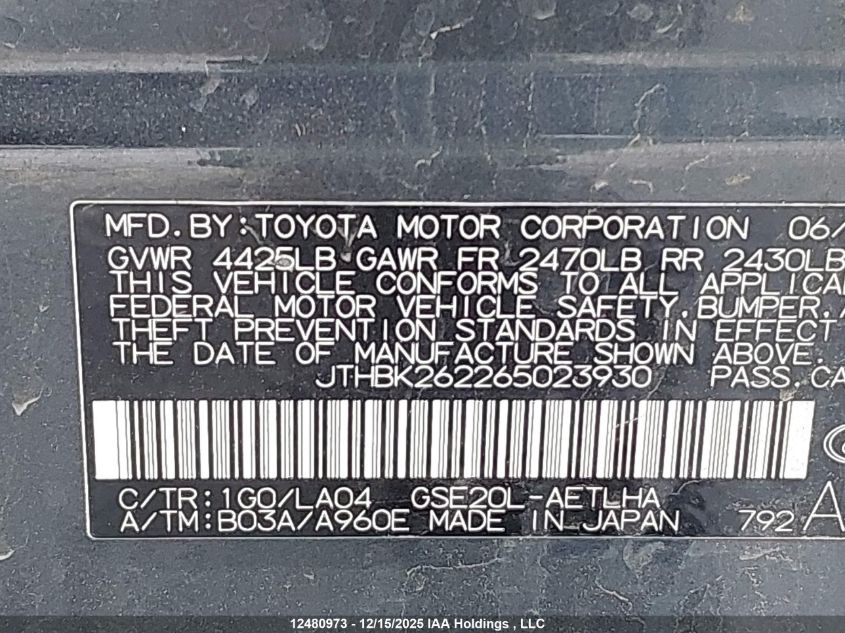 MFD.BY:TOYOTA MOTOR CORPORATION 06/
GVWR 4425LB GAWR FR 2470LB RR 2430LB
THIS VEHICLE CONFORMS TO ALL APPLICA
FEDERAL MOTOR VEHICLE SAFETY.BUMPER.A
THEFT PREVENTION STANDARDS IN EFFECT
THE DATE OF MANUFACTURE SHOWN ABOVE.
JTHBK262265023930 PASS.CA
C/TR:1G0/LA04 GSE20L-AETLHA
A/TM:B03A/A960E MADE IN JAPAN 792 A
12480973 - 12/15/2025 IAA Holdings , LLC